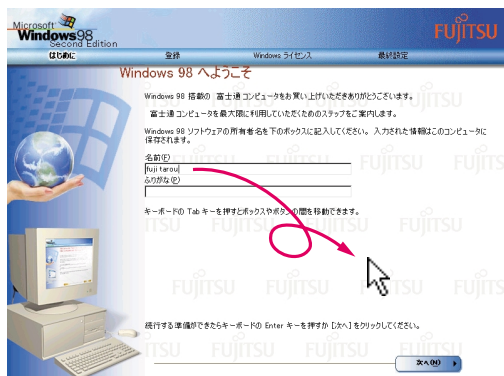 Microsoft
Windows98
Second Edition
FUJITSU
はじめに 登録 Windows ライセンス 最終設定
Windows 98 へようこそ
Windows 98 搭載の 富士通コンピュータをお買い上げいただきありがとうございます。
富士通コンピュータを最大限に利用していただくためのステップをご案内します。
Windows 98 ソフトウェアの所有者名を下のボックスに記入してください。 入力された情報はこのコンピュータに
保存されます。
名前(F)
fuji tarou
ふりがな(P)
キーボードの Tab キーを押すとボックスやボタンの間を移動できます。
続行する準備ができたらキーボードの Enter キーを押すか [次へ] をクリックしてください。
次へ(N)